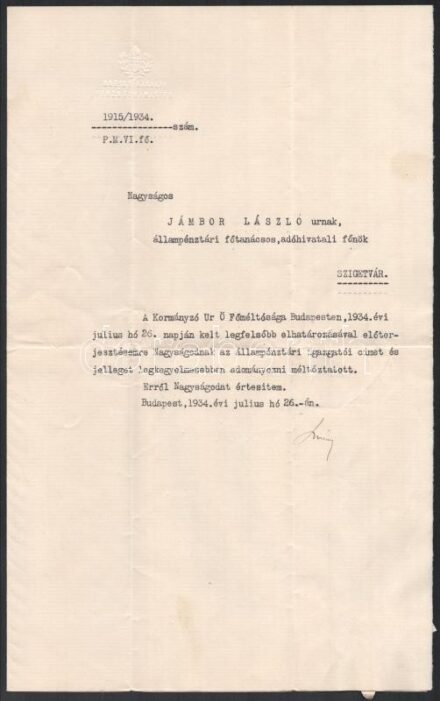 1915/1934.
szám.
P.M.VI.fő.
Nagyságos
JÁMBOR LÁSZLÓ urnak,
állampénztári főtanácsos,adóhivatali főnök
SZIGETVÁR.
A Kormányzó Ur Ő Főméltósága Budapesten,1934.évi
julius hó 26. napján kelt legfelsőbb elhatározásával előter-
jesztésemre Nagyságodnak az állampénztári igazgatói címet és
jelleget legkegyelmesebben adományozni méltóztatott.
Erről Nagyságodat értesitem.
Budapest,1934.évi julius hó 26.-án.